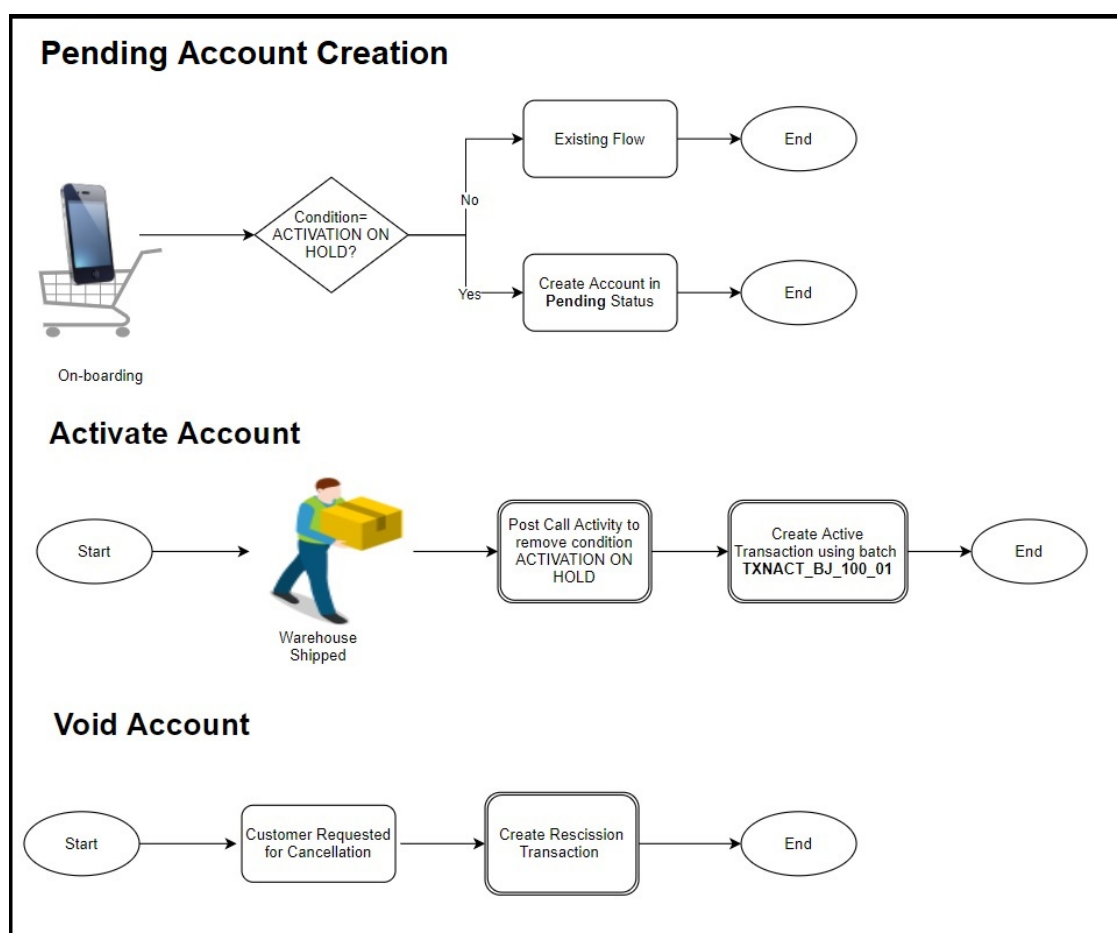 Pending Account Creation
Existing Flow
End
No
Condition=
ACTIVATION ON
HOLD?
Yes
Create Account in
Pending Status
End
On-boarding
Activate Account
Start
Warehouse
Shipped
Post Call Activity to
remove condition
ACTIVATION ON
HOLD
Create Active
Transaction using batch
TXNACT_BJ_100_01
End
Void Account
Start
Customer Requested
for Cancellation
Create Rescission
Transaction
End